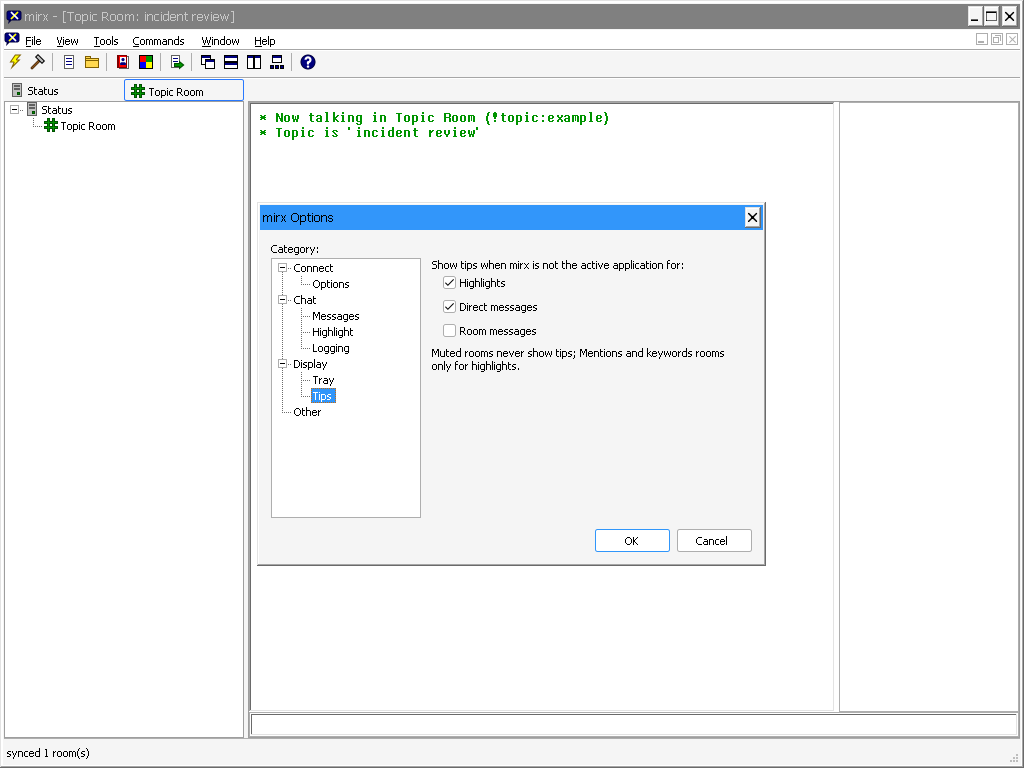 mirx - [Topic Room: incident review]
File View Tools Commands Window Help
Status Topic Room
Status
Topic Room
* Now talking in Topic Room (!topic:example)
* Topic is 'incident review'
mirx Options
Category:
Connect
Options
Chat
Messages
Highlight
Logging
Display
Tray
Tips
Other
Show tips when mirx is not the active application for:
Highlights
Direct messages
Room messages
Muted rooms never show tips; Mentions and keywords rooms
only for highlights.
OK Cancel
synced 1 room(s)